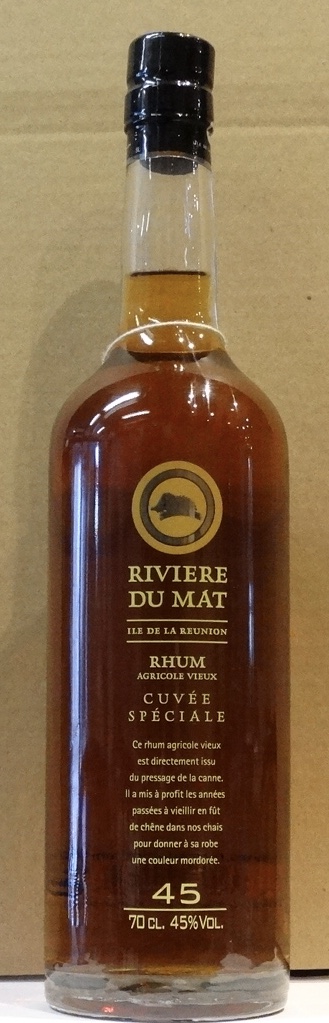 RIVIERE
DU MÂT
ILE DE LA REUNION
RHUM
AGRICOLE VIEUX
CUVÉE
SPÉCIALE
Ce rhum agricole vieux
est directement issu
du pressage de la canne.
Il a mis à profit les années
passées à vieillir en fût
de chêne dans nos chais
pour donner à sa robe
une couleur mordorée.
45
70 CL. 45% VOL.